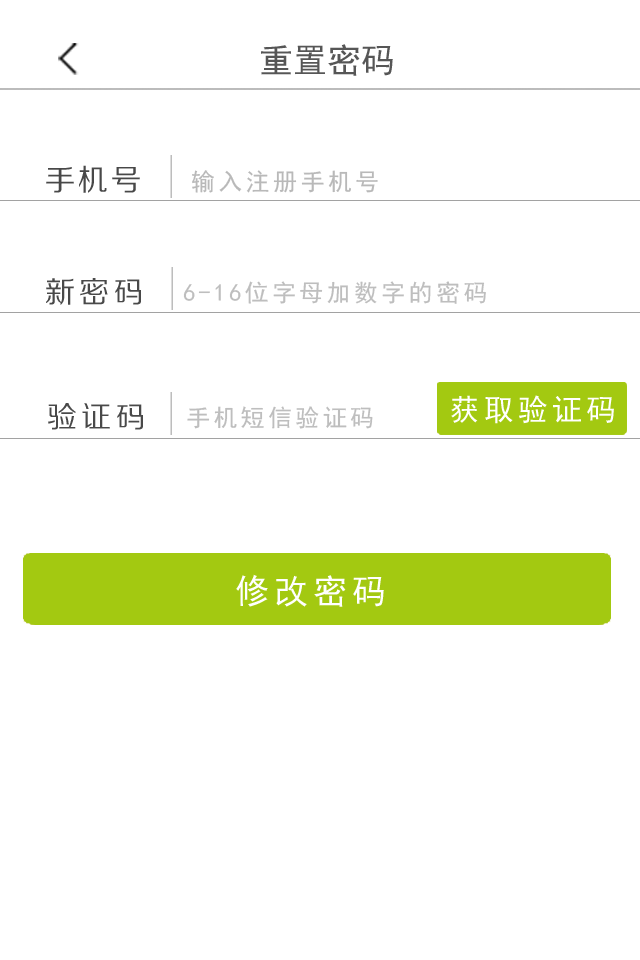 重置密码
手机号 输入注册手机号
新密码 6-16位字母加数字的密码
验证码 手机短信验证码 获取验证码
修改密码